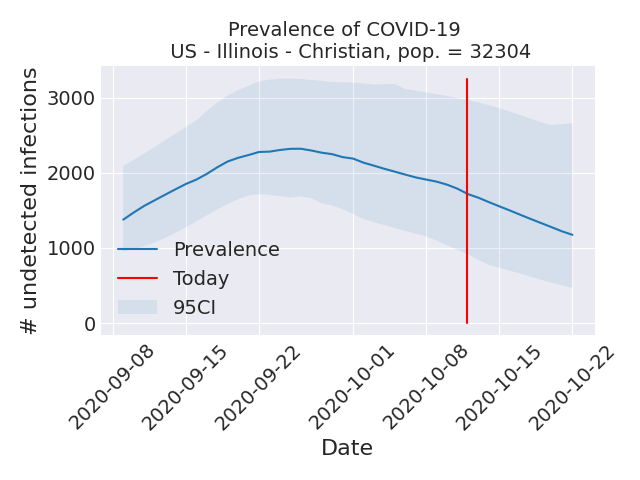 Prevalence of COVID-19
US - Illinois - Christian, pop. = 32304
# undetected infections
3000
2000
1000
0
Prevalence
Today
95CI
2020-09-08
2020-09-15
2020-09-22
2020-10-01
2020-10-08
2020-10-15
2020-10-22
Date